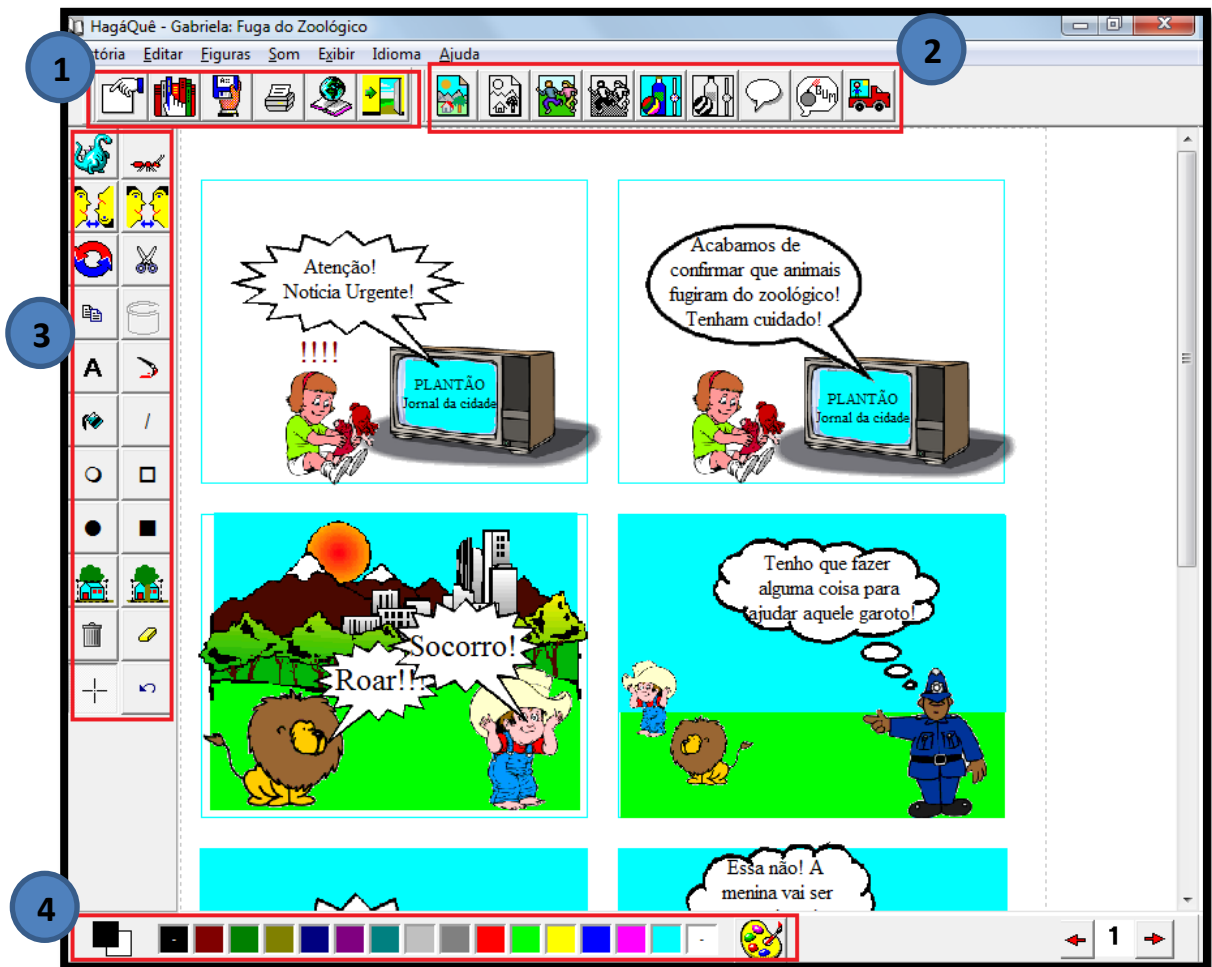 HagáQuê - Gabriela: Fuga do Zoológico
tória Editar Figuras Som Exibir Idioma Ajuda
1
2
BUM
3
A
Atenção!
Noticia Urgente!
!!!!
PLANTÃO
Jornal da cidade
Acabamos de
confirmar que animais
fugiram do zoológico!
Tenham cuidado!
PLANTÃO
Jornal da cidade
Socorro!
Roar!!!
Tenho que fazer
alguma coisa para
ajudar aquele garoto!
Essa não! A
menina vai ser
4
1